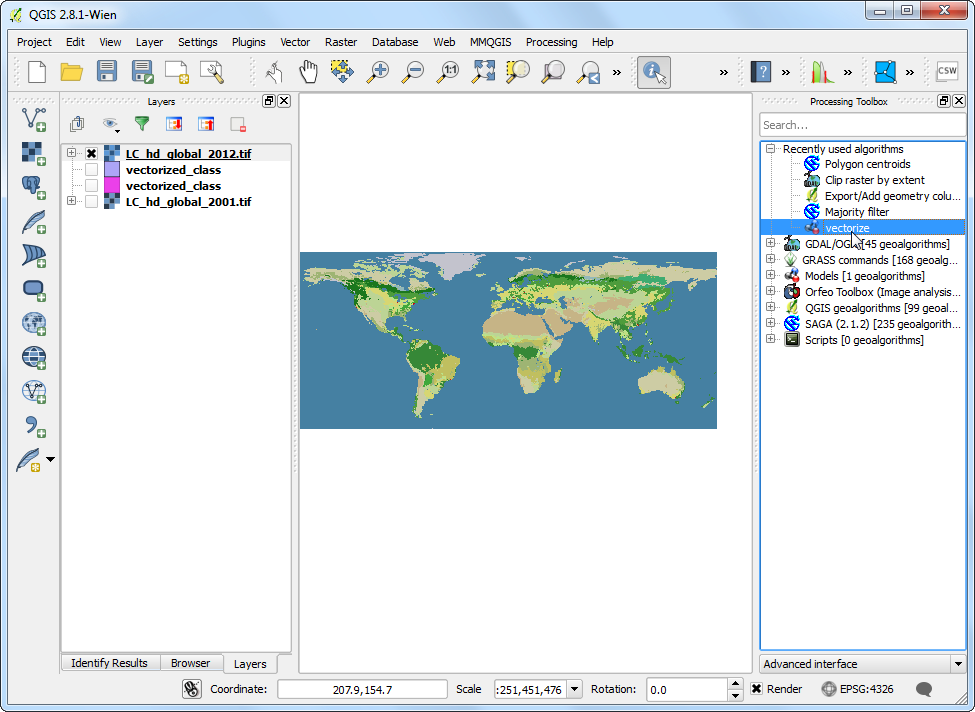 QGIS 2.8.1-Wien
Project Edit View Layer Settings Plugins Vector Raster Database Web MMQGIS Processing Help
1:1 » » ? » » » CSW
Layers
Processing Toolbox
Search...
LC_hd_global_2012.tif
vectorized_class
vectorized_class
LC_hd_global_2001.tif
Recently used algorithms
Polygon centroids
Clip raster by extent
Export/Add geometry colu...
Majority filter
vectorize
GDAL/OG [45 geoalgorithms]
GRASS commands [168 geoalg...
Models [1 geoalgorithms]
Orfeo Toolbox (Image analysis...
QGIS geoalgorithms [99 geoal...
SAGA (2.1.2) [235 geoalgorith...
Scripts [0 geoalgorithms]
Identify Results Browser Layers
Advanced interface
Coordinate: 207.9,154.7 Scale :251,451,476 Rotation: 0.0 Render EPSG:4326